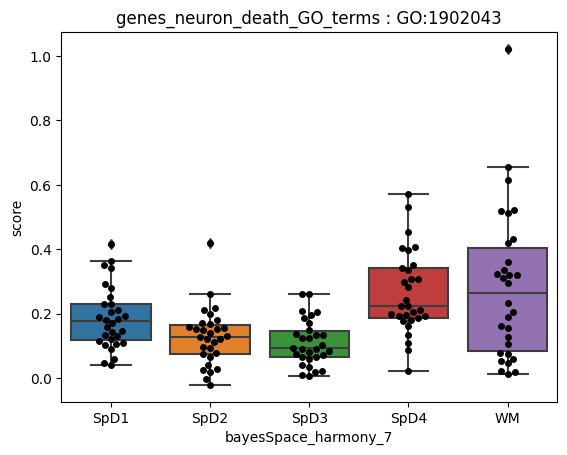 genes_neuron_death_GO_terms : GO:1902043
1.0
0.8
0.6
0.4
0.2
0.0
score
SpD1 SpD2 SpD3 SpD4 WM
bayesSpace_harmony_7